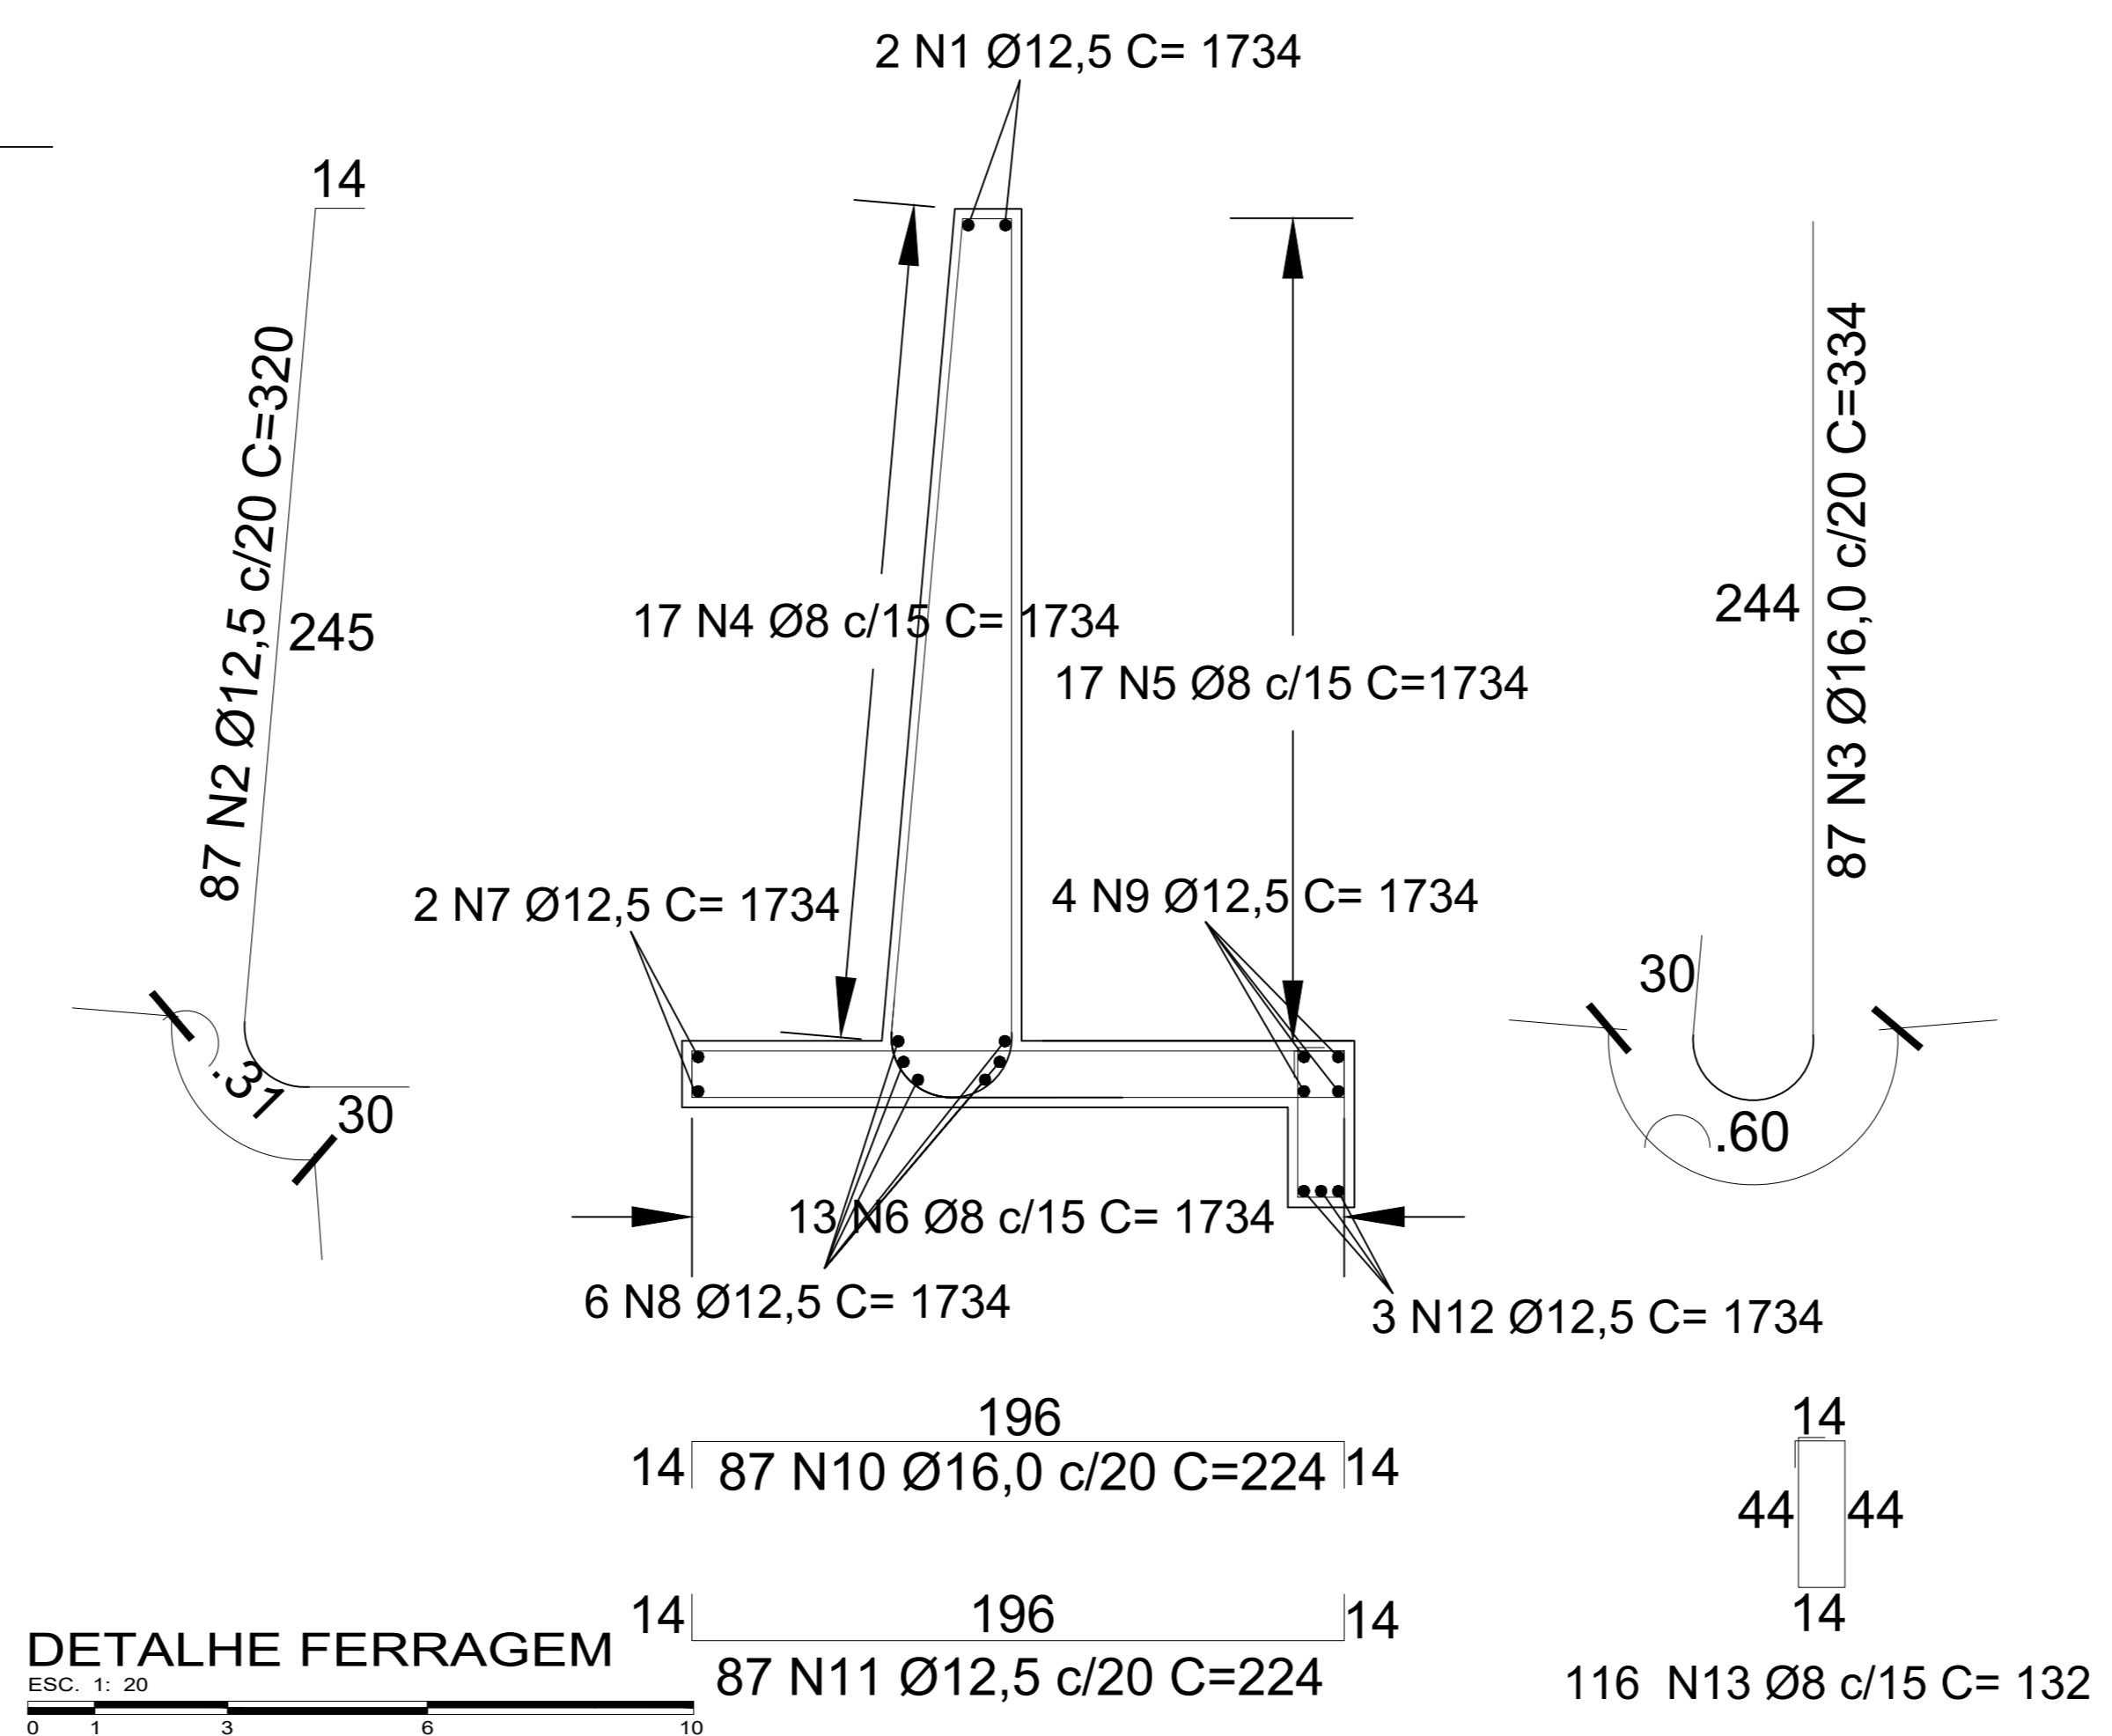 2 N1 Ø12,5 C= 1734
14
87 N2 Ø12,5 c/20 C=320
245
17 N4 Ø8 c/15 C= 1734
17 N5 Ø8 c/15 C=1734
244
87 N3 Ø16,0 c/20 C=334
2 N7 Ø12,5 C= 1734
4 N9 Ø12,5 C= 1734
.31
30
30
.60
13 N6 Ø8 c/15 C= 1734
6 N8 Ø12,5 C= 1734
3 N12 Ø12,5 C= 1734
196
14
87 N10 Ø16,0 c/20 C=224
14
14
44
44
14
14
196
14
87 N11 Ø12,5 c/20 C=224
116 N13 Ø8 c/15 C= 132
DETALHE FERRAGEM
ESC. 1: 20
0 1 3 6 10